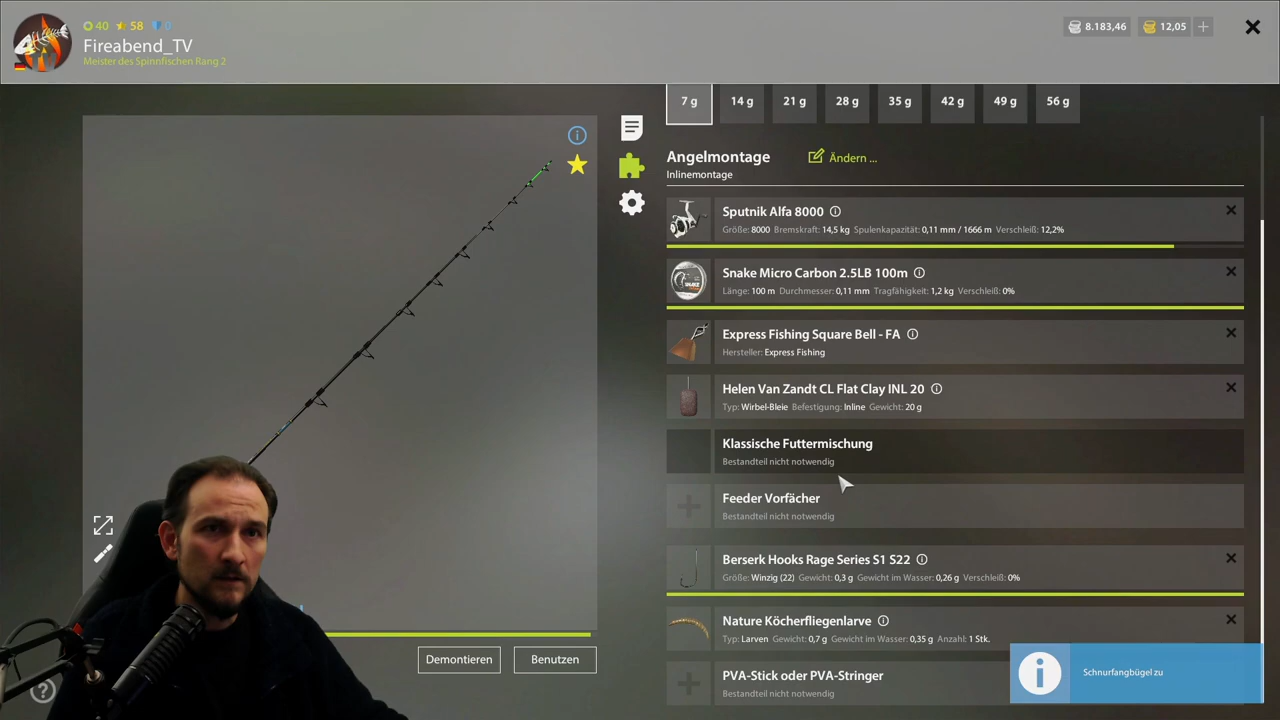 40 58 0
Fireabend_TV
Meister des Spinnfischen Rang 2
8.183,46 12,05
7 g 14 g 21 g 28 g 35 g 42 g 49 g 56 g
Angelmontage Ändern ...
Inlinemontage
Sputnik Alfa 8000
Größe: 8000 Bremskraft: 14,5 kg Spulenkapazität: 0,11 mm / 1666 m Verschleiß: 12,2%
Snake Micro Carbon 2.5LB 100m
Länge: 100 m Durchmesser: 0,11 mm Tragfähigkeit: 1,2 kg Verschleiß: 0%
Express Fishing Square Bell - FA
Hersteller: Express Fishing
Helen Van Zandt CL Flat Clay INL 20
Typ: Wirbel-Bleie Befestigung: Inline Gewicht: 20 g
Klassische Futtermischung
Bestandteil nicht notwendig
Feeder Vorfächer
Bestandteil nicht notwendig
Berserk Hooks Rage Series S1 S22
Größe: Winzig (22) Gewicht: 0,3 g Gewicht im Wasser: 0,26 g Verschleiß: 0%
Nature Köcherfliegenlarve
Typ: Larven Gewicht: 0,7 g Gewicht im Wasser: 0,35 g Anzahl: 1 Stk.
PVA-Stick oder PVA-Stringer
Bestandteil nicht notwendig
Demontieren Benutzen
Schnurfangbügel zu